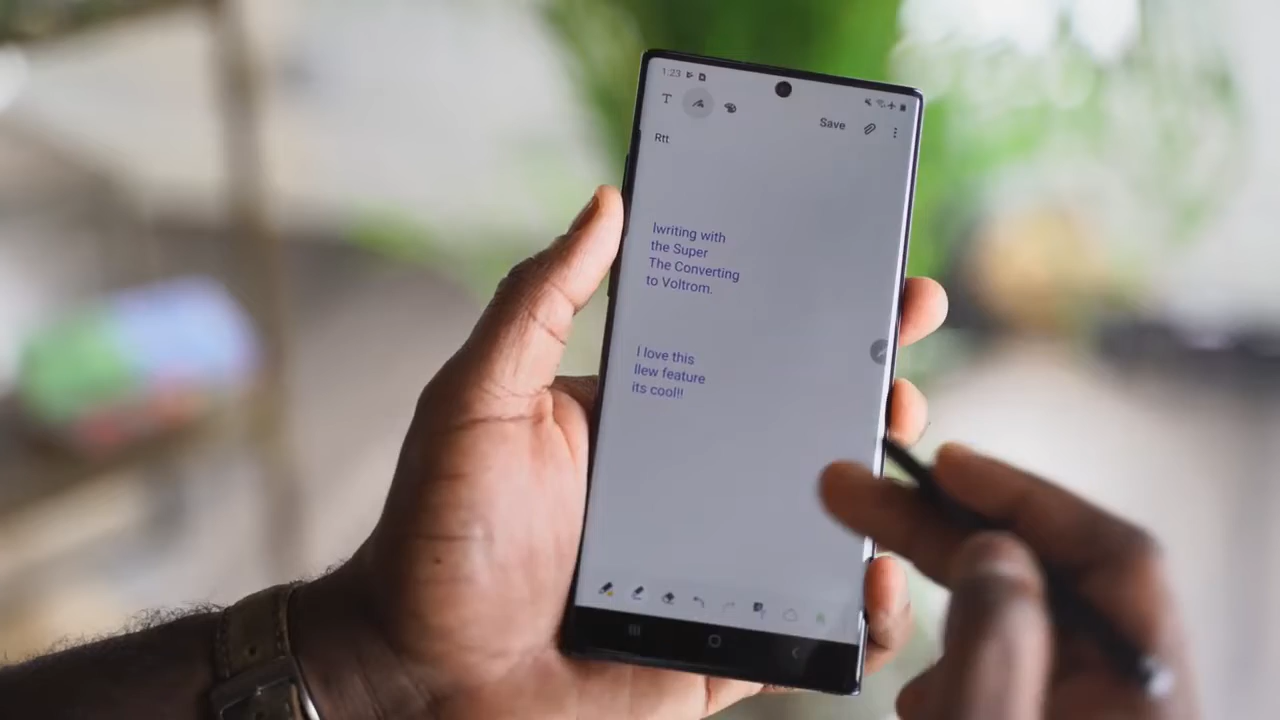 1:23
T
Save
Rtt
Iwriting with
the Super
The Converting
to Voltrom.
I love this
llew feature
its cool!!